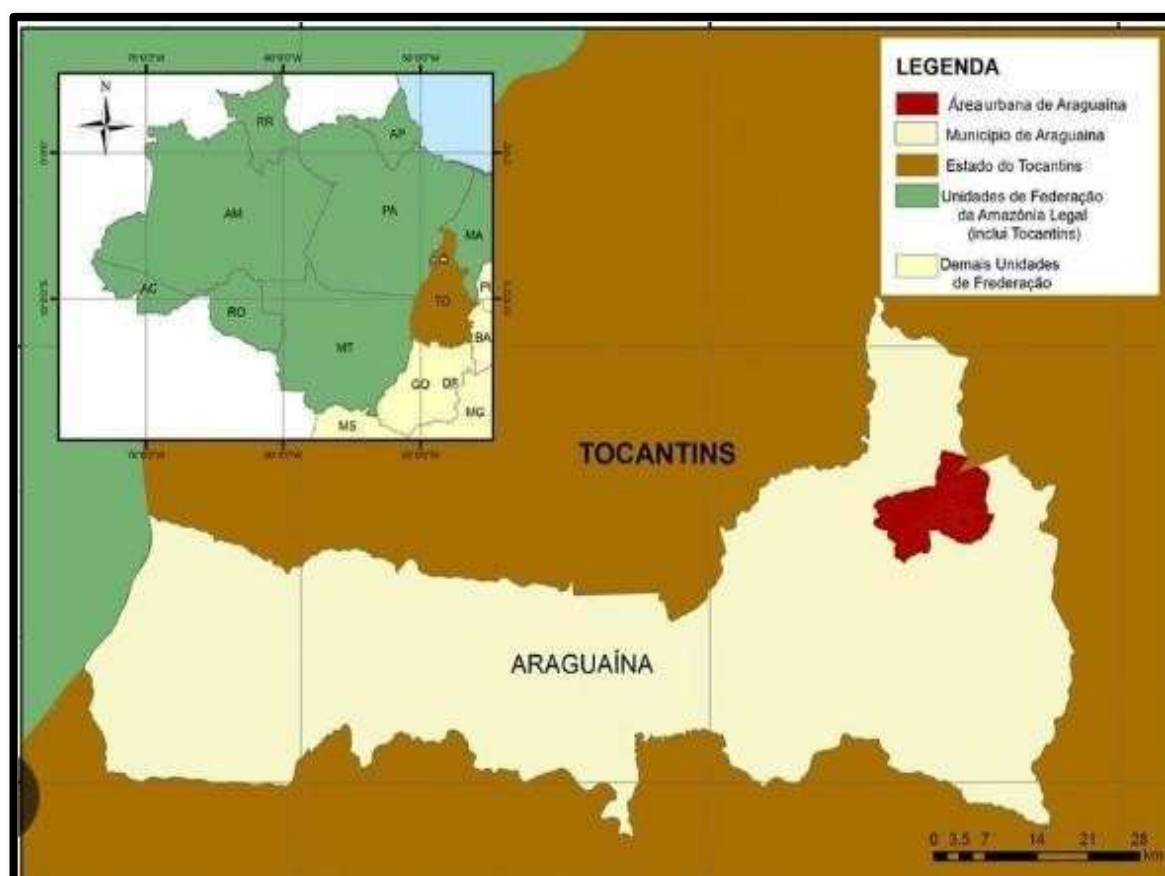 N
RR
AP
AM
PA
MA
TO
AC
RO
MT
BA
GO
DF
MG
MS
LEGENDA
Área urbana de Araguaína
Município de Araguaina
Estado do Tocantins
Unidades de Federação
da Amazônia Legal
(inclui Tocantins)
Demais Unidades
de Frederação
TOCANTINS
ARAGUAÍNA
0 3.5 7 14 21 28
Km